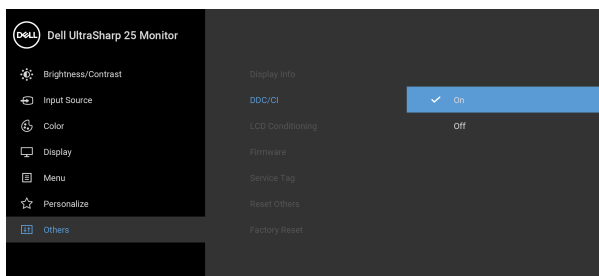 DELL Dell UltraSharp 25 Monitor
Brightness/Contrast
Display Info
Input Source
DDC/CI
On
Color
LCD Conditioning
Off
Display
Firmware
Menu
Service Tag
Personalize
Reset Others
Others
Factory Reset